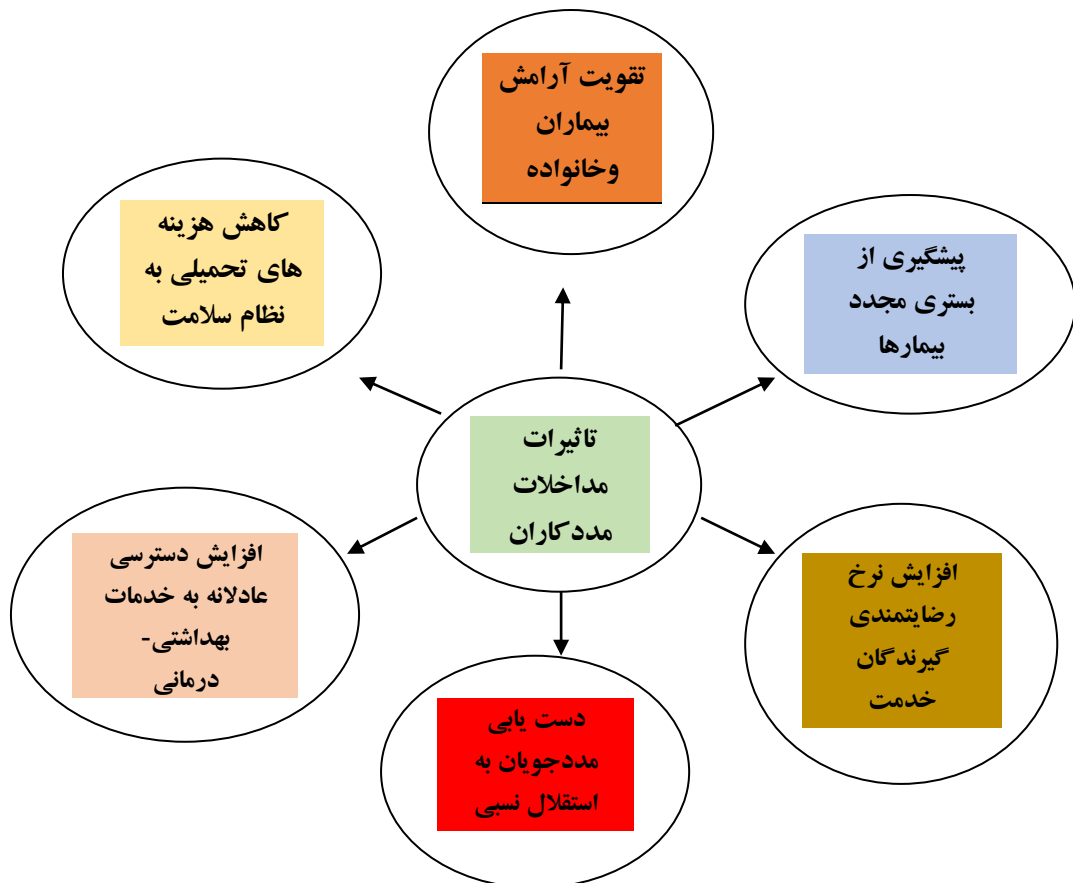 تقویت آرامش
بیماران
وخانواده
کاهش هزینه
های تحمیلی به
نظام سلامت
پیشگیری از
بستری مجدد
بیمارها
تاثیرات
مداخلات
مددکاران
افزایش دسترسی
عادلانه به خدمات
بهداشتی-
درمانی
افزایش نرخ
رضایتمندی
گیرندگان
خدمت
دست یابی
مددجویان به
استقلال نسبی